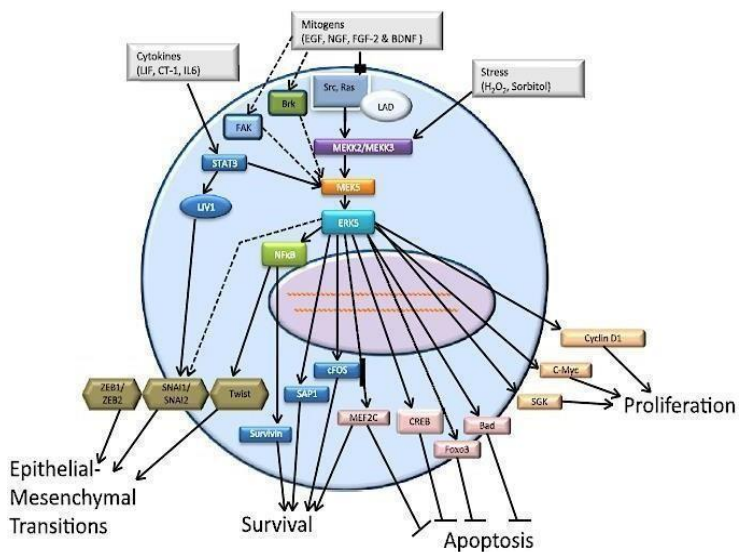 Mitogens
(EGF, NGF, FGF-2 & BDNF )
Cytokines
(LIF, CT-1, IL6)
Stress
(H₂O₂, Sorbitol)
Src, Ras
LAD
Brk
FAK
MEKK2/MEKK3
STAT3
MEK5
LIV1
ERK5
NFκB
Cyclin D1
C-Myc
SGK
Proliferation
ZEB1/
ZEB2
SNAI1/
SNAI2
Twist
cFOS
SAP1
MEF2C
CREB
Bad
Foxo3
Survivin
Epithelial-
Mesenchymal
Transitions
Survival
Apoptosis